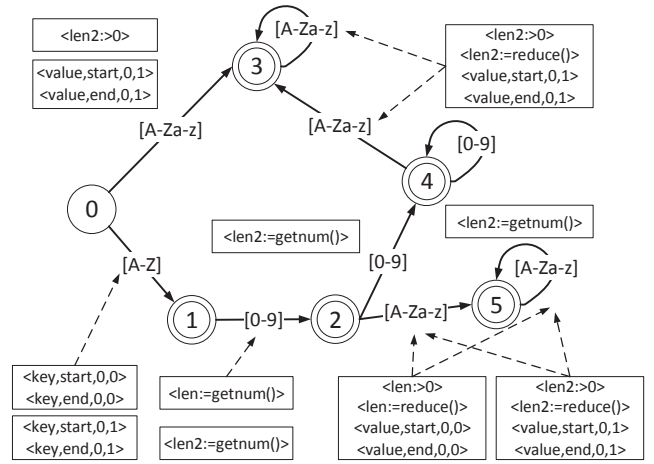 <len2:>0>
<value,start,0,1>
<value,end,0,1>
[A-Za-z]
3
<len2:>0>
<len2:=reduce()>
<value,start,0,1>
<value,end,0,1>
[A-Za-z]
[A-Za-z]
[0-9]
4
0
<len2:=getnum()>
<len2:=getnum()>
[A-Z]
[0-9]
[A-Za-z]
1
[0-9]
2
[A-Za-z]
5
<key,start,0,0>
<key,end,0,0>
<key,start,0,1>
<key,end,0,1>
<len:=getnum()>
<len2:=getnum()>
<len:>0>
<len:=reduce()>
<value,start,0,0>
<value,end,0,0>
<len2:>0>
<len2:=reduce()>
<value,start,0,1>
<value,end,0,1>